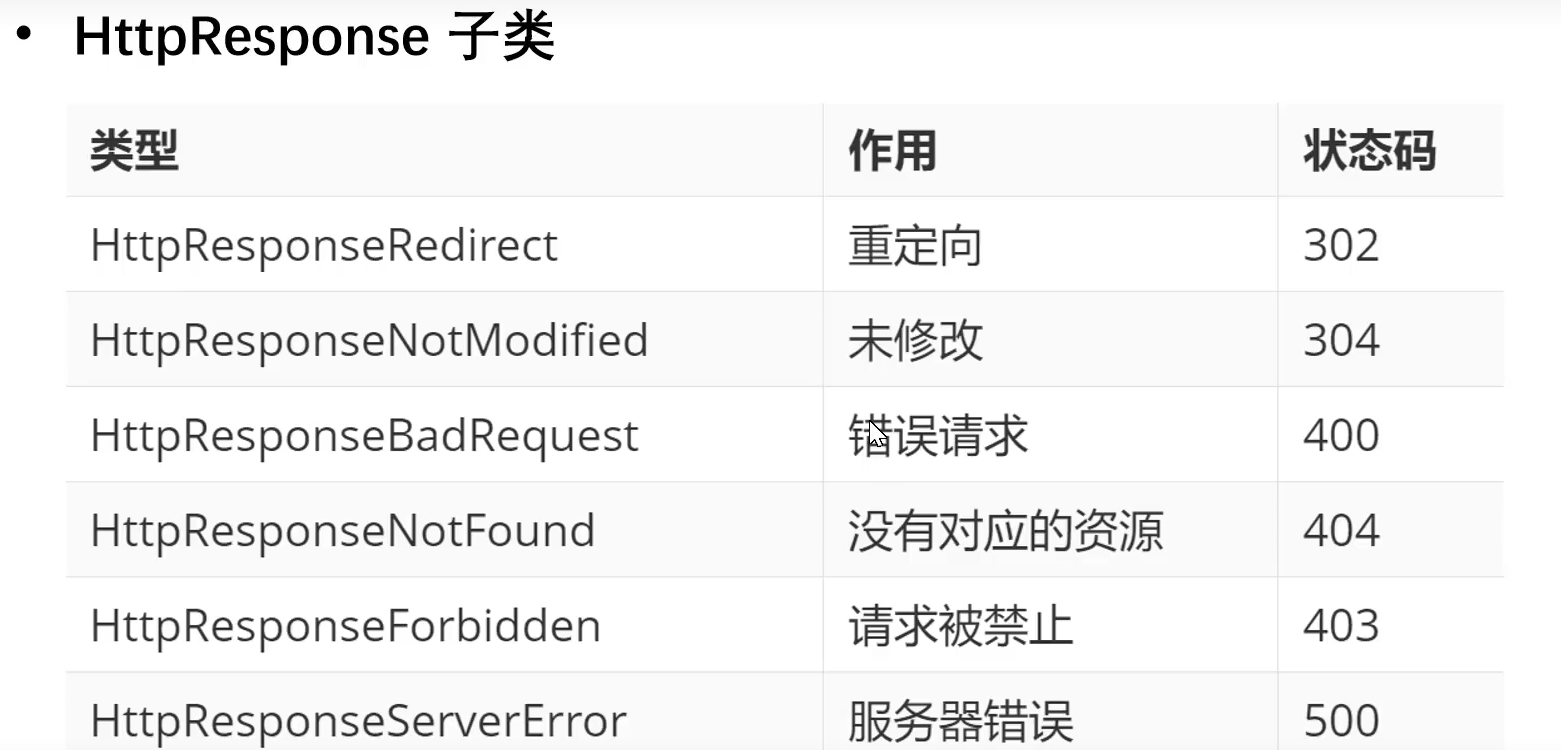 • HttpResponse 子类
类型 作用 状态码
HttpResponseRedirect 重定向 302
HttpResponseNotModified 未修改 304
HttpResponseBadRequest 错误请求 400
HttpResponseNotFound 没有对应的资源 404
HttpResponseForbidden 请求被禁止 403
HttpResponseServerError 服务器错误 500